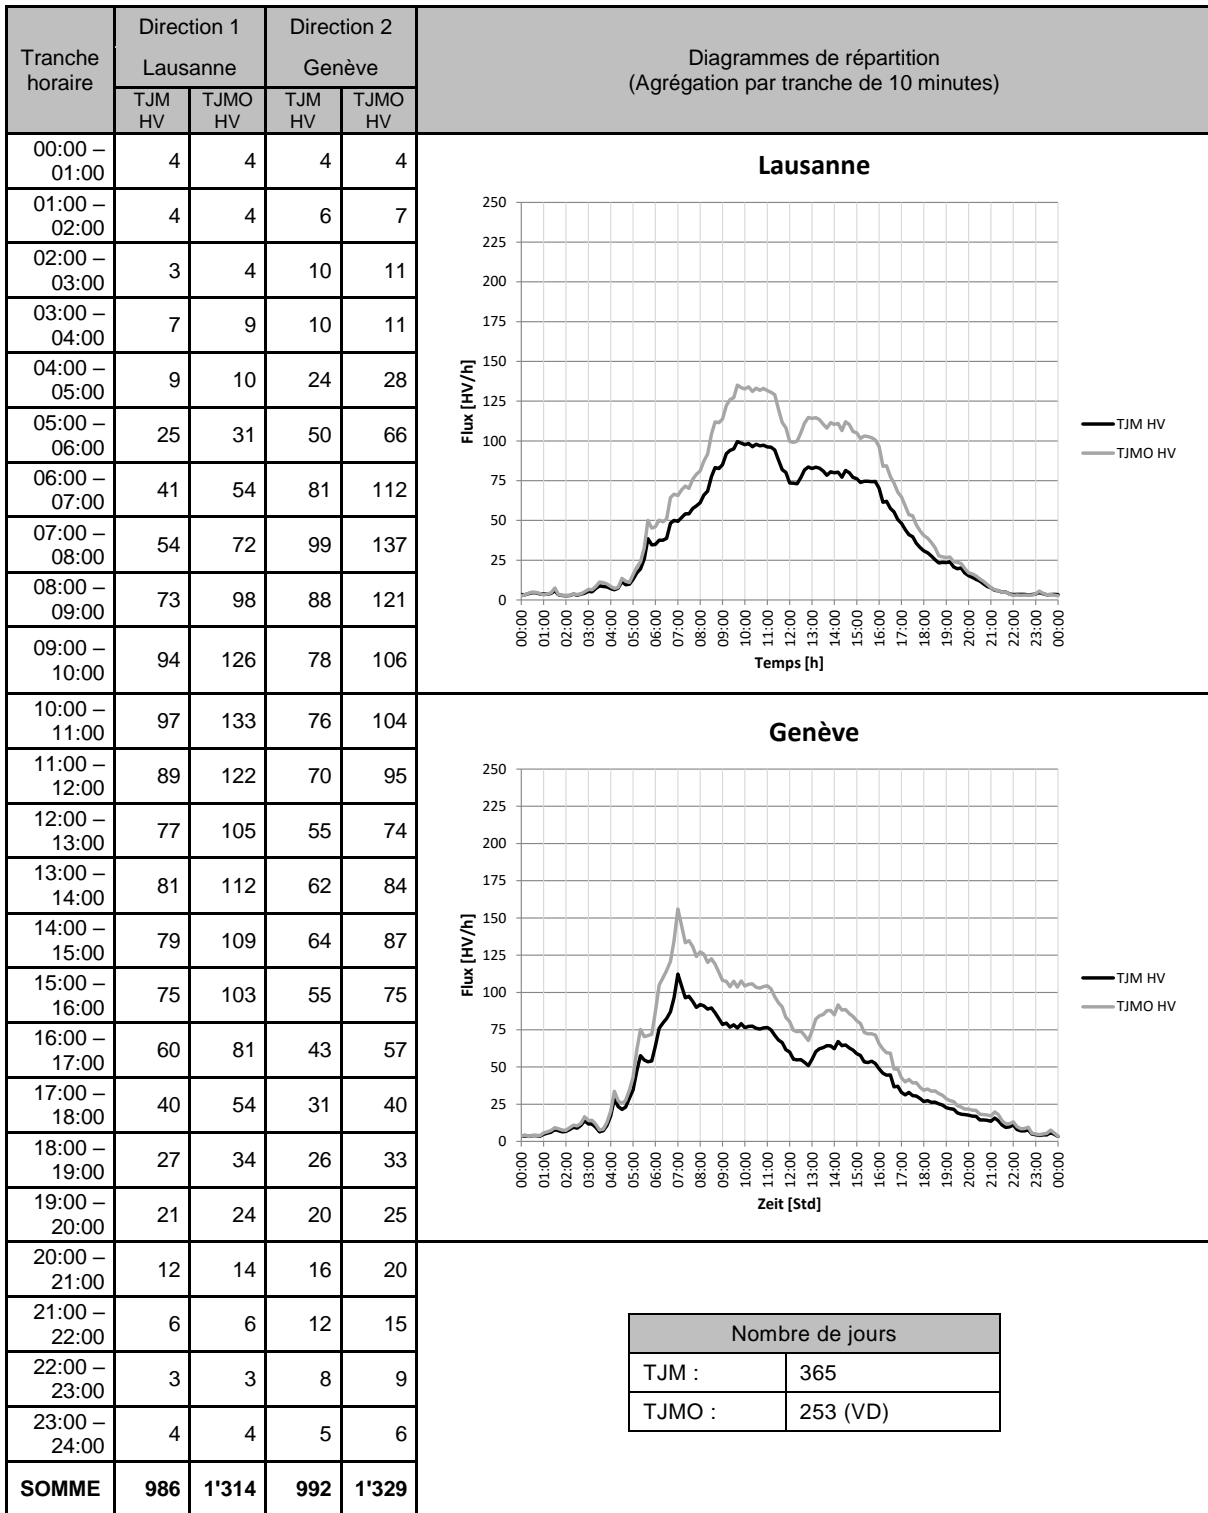 Tranche horaire
Direction 1
Direction 2
Diagrammes de répartition
(Agrégation par tranche de 10 minutes)
Lausanne
Genève
TJM HV
TJMO HV
TJM HV
TJMO HV
00:00 – 01:00 4 4 4 4
01:00 – 02:00 4 4 6 7
02:00 – 03:00 3 4 10 11
03:00 – 04:00 7 9 10 11
04:00 – 05:00 9 10 24 28
05:00 – 06:00 25 31 50 66
06:00 – 07:00 41 54 81 112
07:00 – 08:00 54 72 99 137
08:00 – 09:00 73 98 88 121
09:00 – 10:00 94 126 78 106
10:00 – 11:00 97 133 76 104
11:00 – 12:00 89 122 70 95
12:00 – 13:00 77 105 55 74
13:00 – 14:00 81 112 62 84
14:00 – 15:00 79 109 64 87
15:00 – 16:00 75 103 55 75
16:00 – 17:00 60 81 43 57
17:00 – 18:00 40 54 31 40
18:00 – 19:00 27 34 26 33
19:00 – 20:00 21 24 20 25
20:00 – 21:00 12 14 16 20
21:00 – 22:00 6 6 12 15
22:00 – 23:00 3 3 8 9
23:00 – 24:00 4 4 5 6
SOMME 986 1'314 992 1'329
Lausanne
250
225
200
175
150
125
100
75
50
25
0
Flux [HV/h]
00:00 01:00 02:00 03:00 04:00 05:00 06:00 07:00 08:00 09:00 10:00 11:00 12:00 13:00 14:00 15:00 16:00 17:00 18:00 19:00 20:00 21:00 22:00 23:00 00:00
Temps [h]
TJM HV
TJMO HV
Genève
250
225
200
175
150
125
100
75
50
25
0
Flux [HV/h]
00:00 01:00 02:00 03:00 04:00 05:00 06:00 07:00 08:00 09:00 10:00 11:00 12:00 13:00 14:00 15:00 16:00 17:00 18:00 19:00 20:00 21:00 22:00 23:00 00:00
Zeit [Std]
TJM HV
TJMO HV
Nombre de jours
TJM : 365
TJMO : 253 (VD)